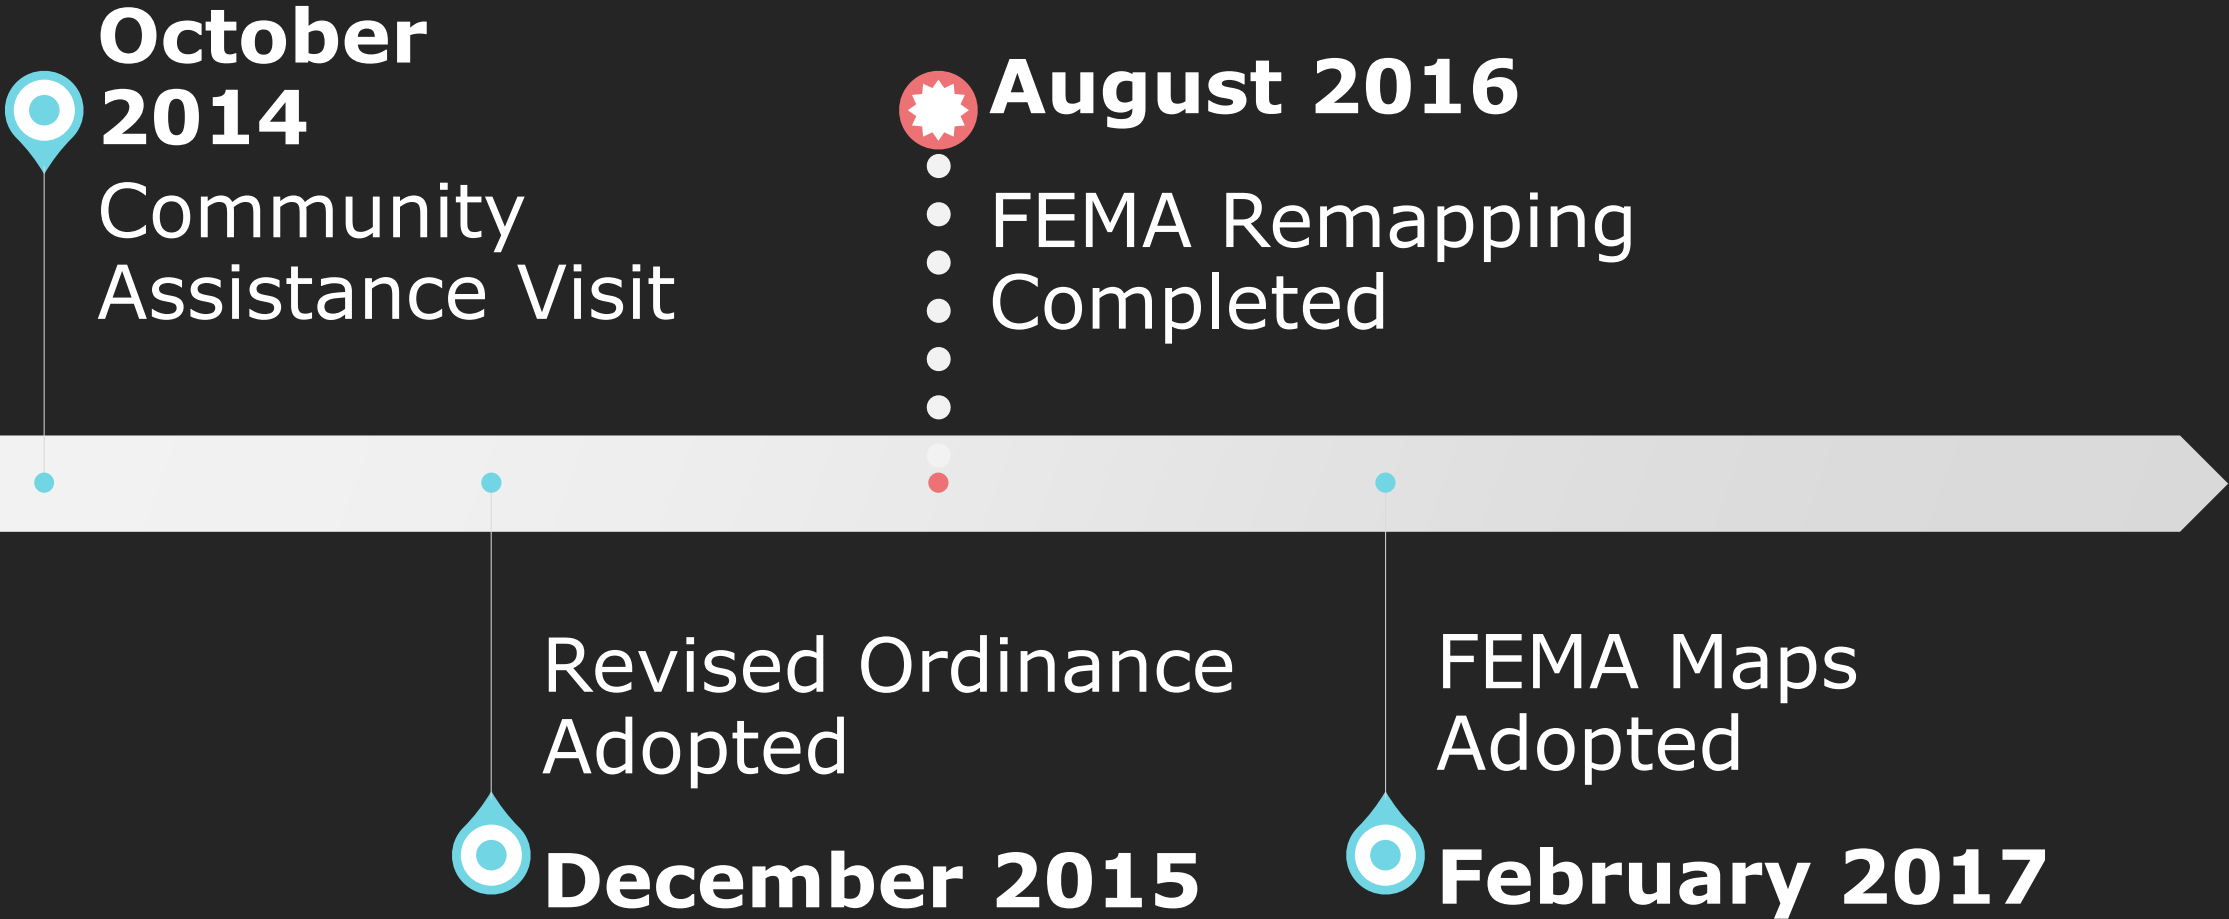 October
2014
Community
Assistance Visit
August 2016
FEMA Remapping
Completed
Revised Ordinance
Adopted
December 2015
FEMA Maps
Adopted
February 2017